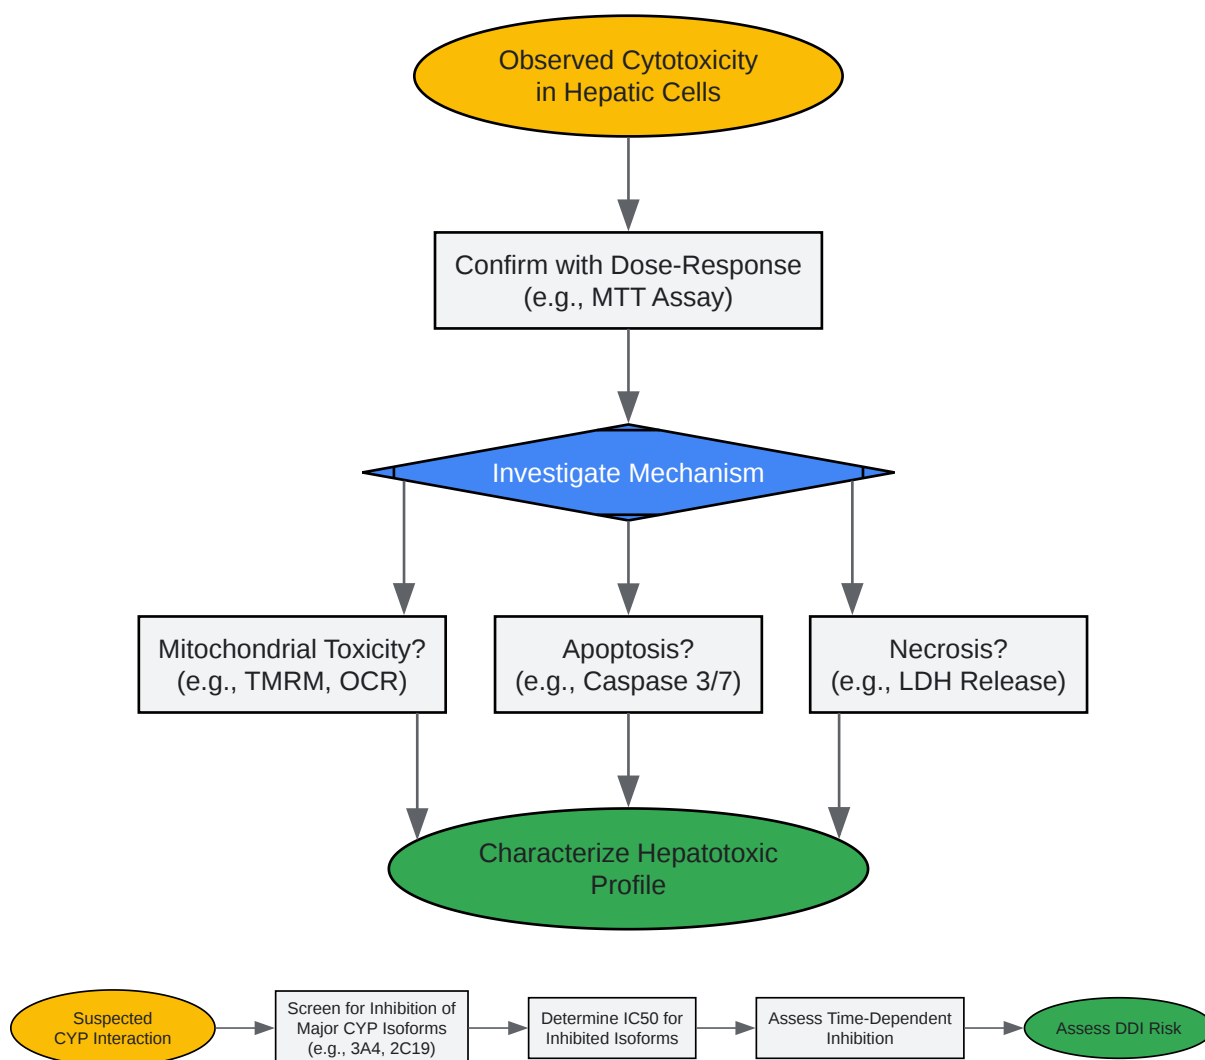 Observed Cytotoxicity
in Hepatic Cells
Confirm with Dose-Response
(e.g., MTT Assay)
Investigate Mechanism
Mitochondrial Toxicity?
(e.g., TMRM, OCR)
Apoptosis?
(e.g., Caspase 3/7)
Necrosis?
(e.g., LDH Release)
Characterize Hepatotoxic
Profile
Suspected
CYP Interaction
Screen for Inhibition of
Major CYP Isoforms
(e.g., 3A4, 2C19)
Determine IC50 for
Inhibited Isoforms
Assess Time-Dependent
Inhibition
Assess DDI Risk